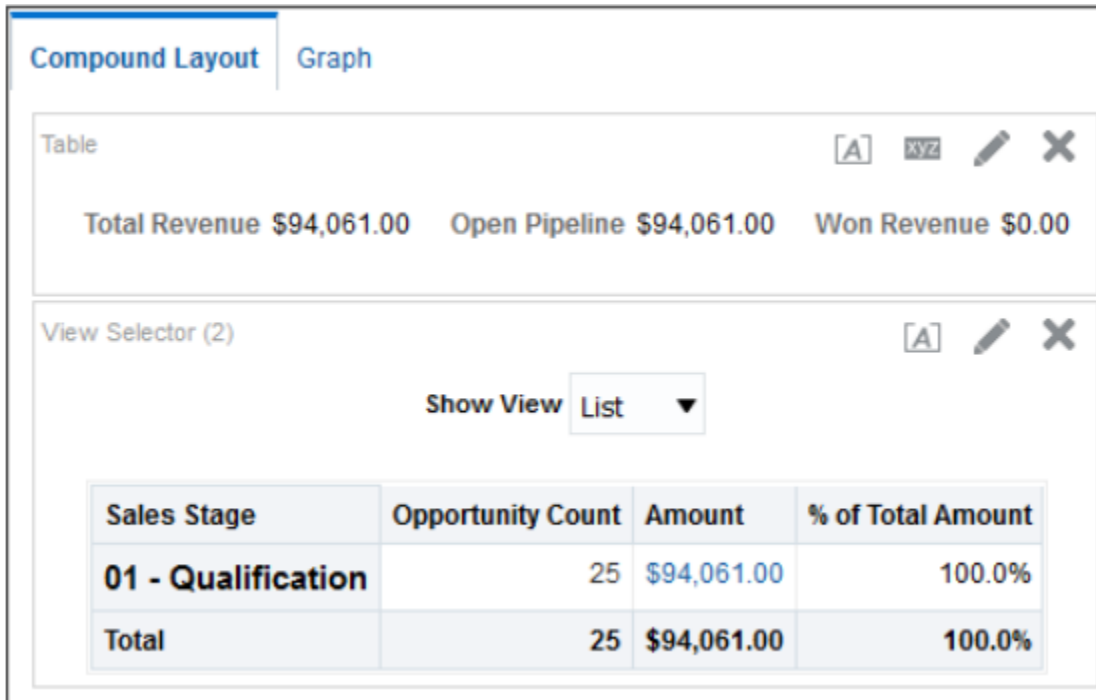 Compound Layout Graph
Table [A] xyz
Total Revenue $94,061.00 Open Pipeline $94,061.00 Won Revenue $0.00
View Selector (2) [A]
Show View List
Sales Stage Opportunity Count Amount % of Total Amount
01 - Qualification 25 $94,061.00 100.0%
Total 25 $94,061.00 100.0%